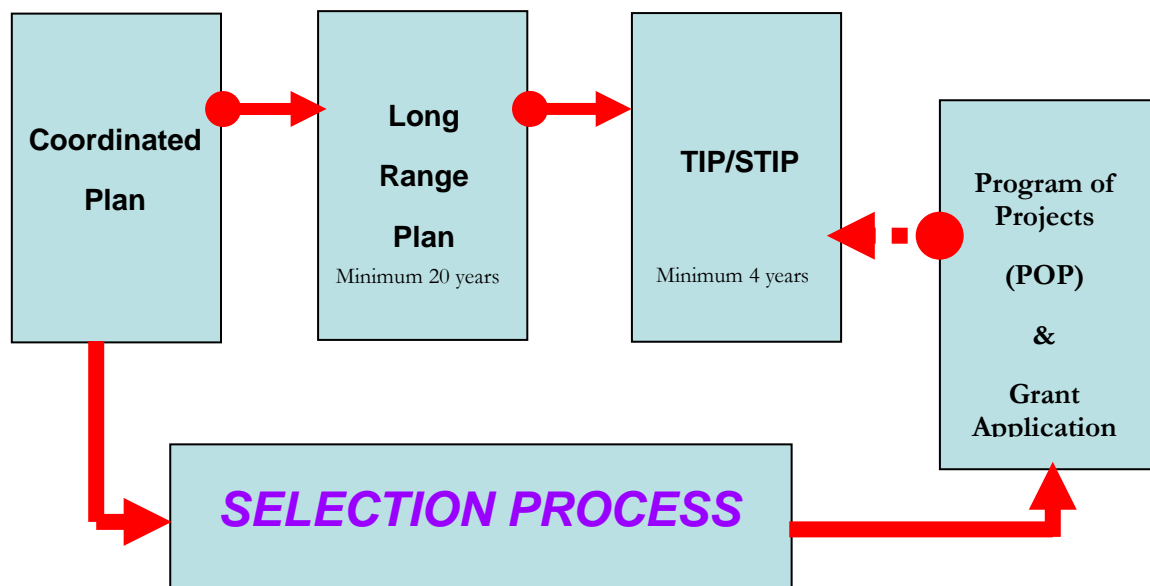 Coordinated
Plan
Long
Range
Plan
Minimum 20 years
TIP/STIP
Minimum 4 years
Program of
Projects
(POP)
&
Grant
Application
SELECTION PROCESS